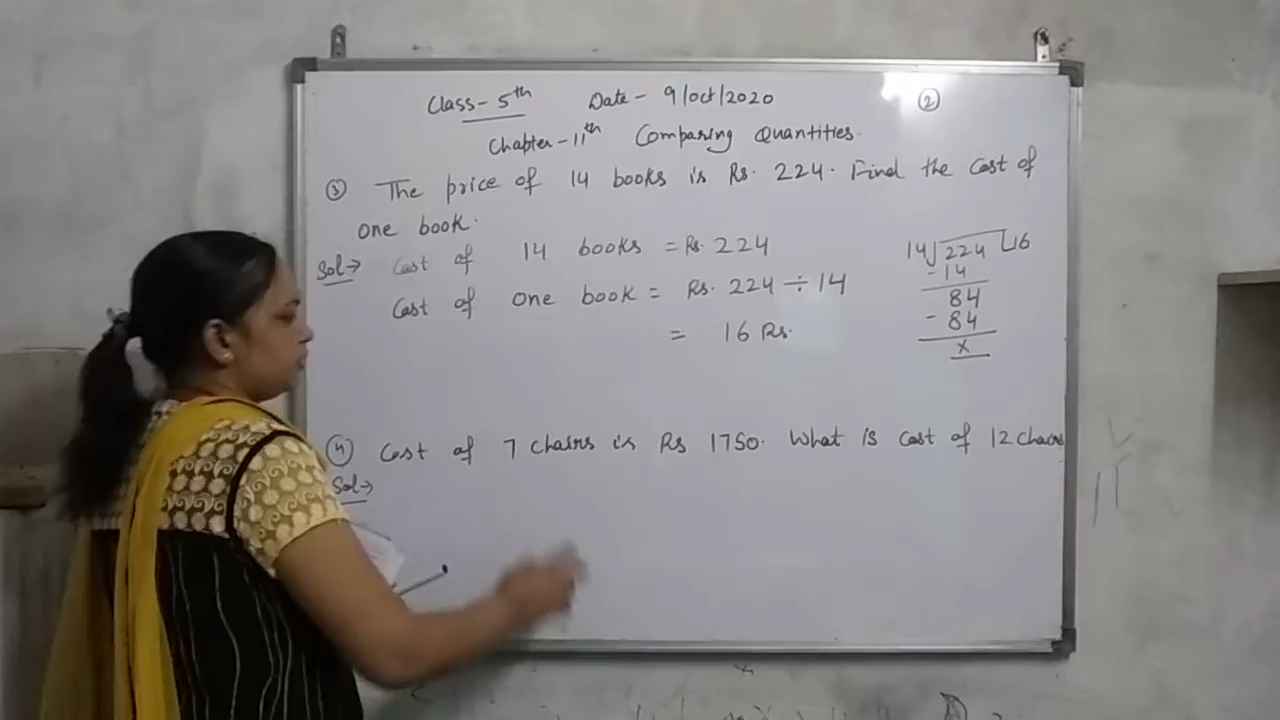 Class-5th Date- 9/oct/2020 ②
Chapter-11th Comparing Quantities.
③ The price of 14 books is Rs. 224. Find the cost of
one book.
Sol→ Cost of 14 books = Rs. 224
14 224 16
Cost of one book = Rs. 224 ÷ 14
-14
84
= 16 Rs.
-84
x
④ Cost of 7 chairs is Rs 1750. What is cost of 12 chairs
Sol→